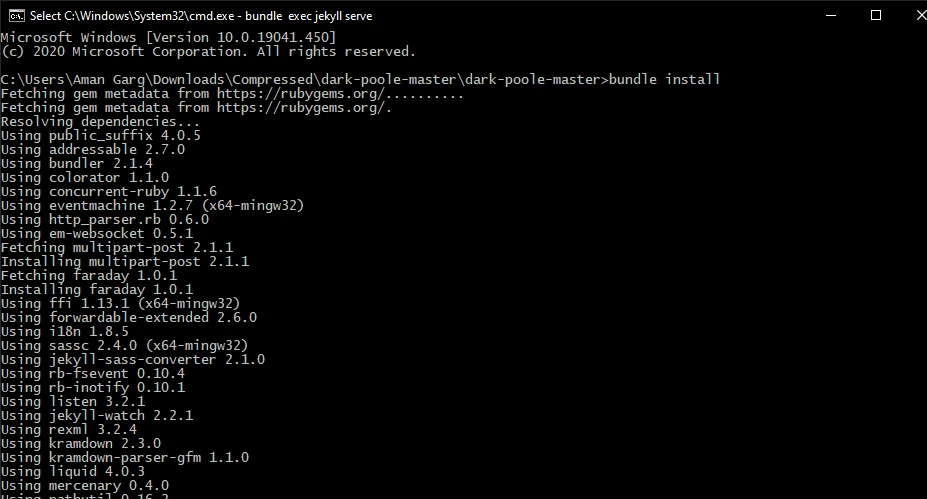 Select C:\Windows\System32\cmd.exe - bundle  exec jekyll serve
Microsoft Windows [Version 10.0.19041.450]
(c) 2020 Microsoft Corporation. All rights reserved.
C:\Users\Aman Garg\Downloads\Compressed\dark-poole-master\dark-poole-master>bundle install
Fetching gem metadata from https://rubygems.org/..........
Fetching gem metadata from https://rubygems.org/.
Resolving dependencies...
Using public_suffix 4.0.5
Using addressable 2.7.0
Using bundler 2.1.4
Using colorator 1.1.0
Using concurrent-ruby 1.1.6
Using eventmachine 1.2.7 (x64-mingw32)
Using http_parser.rb 0.6.0
Using em-websocket 0.5.1
Fetching multipart-post 2.1.1
Installing multipart-post 2.1.1
Fetching faraday 1.0.1
Installing faraday 1.0.1
Using ffi 1.13.1 (x64-mingw32)
Using forwardable-extended 2.6.0
Using i18n 1.8.5
Using sassc 2.4.0 (x64-mingw32)
Using jekyll-sass-converter 2.1.0
Using rb-fsevent 0.10.4
Using rb-inotify 0.10.1
Using listen 3.2.1
Using jekyll-watch 2.2.1
Using rexml 3.2.4
Using kramdown 2.3.0
Using kramdown-parser-gfm 1.1.0
Using liquid 4.0.3
Using mercenary 0.4.0
Using pathutil 0.16.2